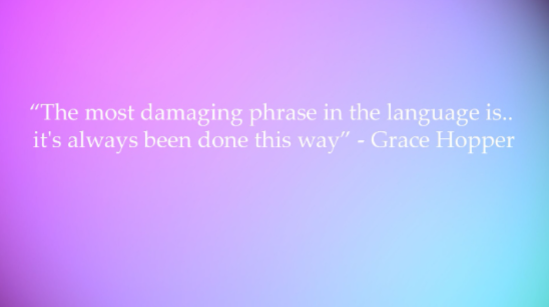 “The most damaging phrase in the language is..
it's always been done this way” - Grace Hopper